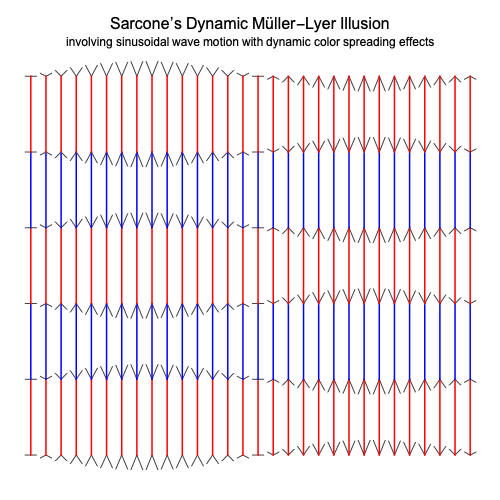 Sarcone’s Dynamic Müller–Lyer Illusion
involving sinusoidal wave motion with dynamic color spreading effects